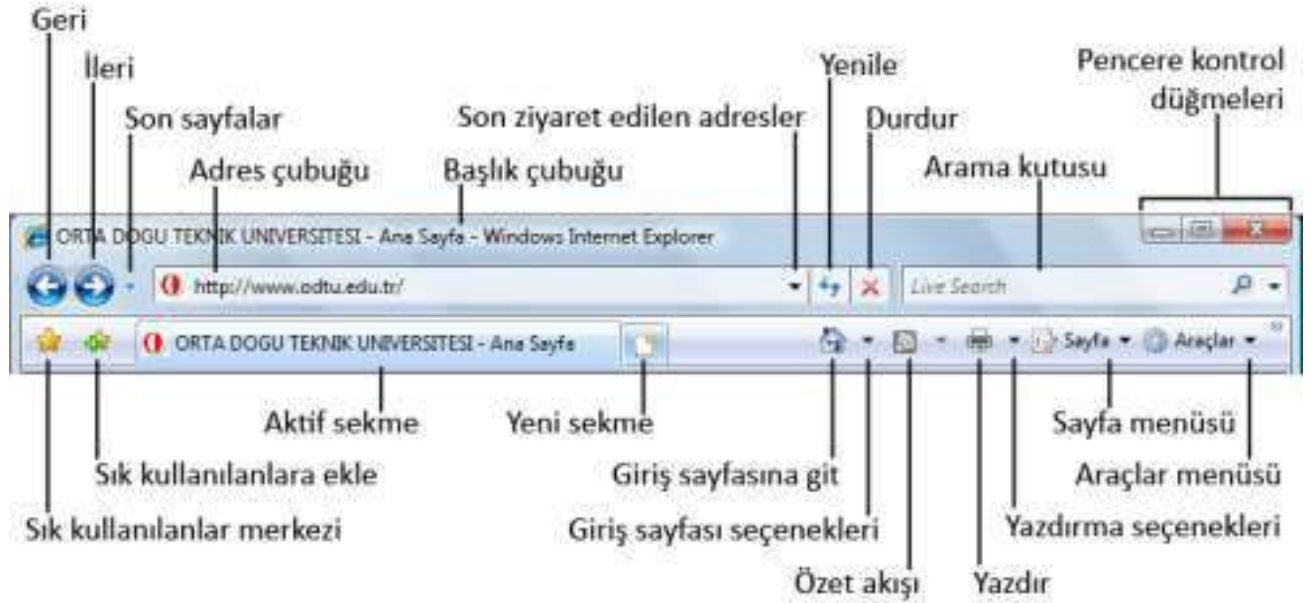 Geri
İleri
Yenile
Pencere kontrol
düğmeleri
Son sayfalar
Son ziyaret edilen adresler
Durdur
Adres çubuğu
Başlık çubuğu
Arama kutusu
ORTA DOGU TEKNIK UNIVERSITESI - Ana Sayfa - Windows Internet Explorer
http://www.odtu.edu.tr/
Live Search
ORTA DOGU TEKNIK UNIVERSITESI - Ana Sayfa
Sayfa
Araçlar
Aktif sekme
Yeni sekme
Sayfa menüsü
Sık kullanılanlara ekle
Giriş sayfasına git
Araçlar menüsü
Sık kullanılanlar merkezi
Giriş sayfası seçenekleri
Yazdırma seçenekleri
Özet akışı
Yazdır